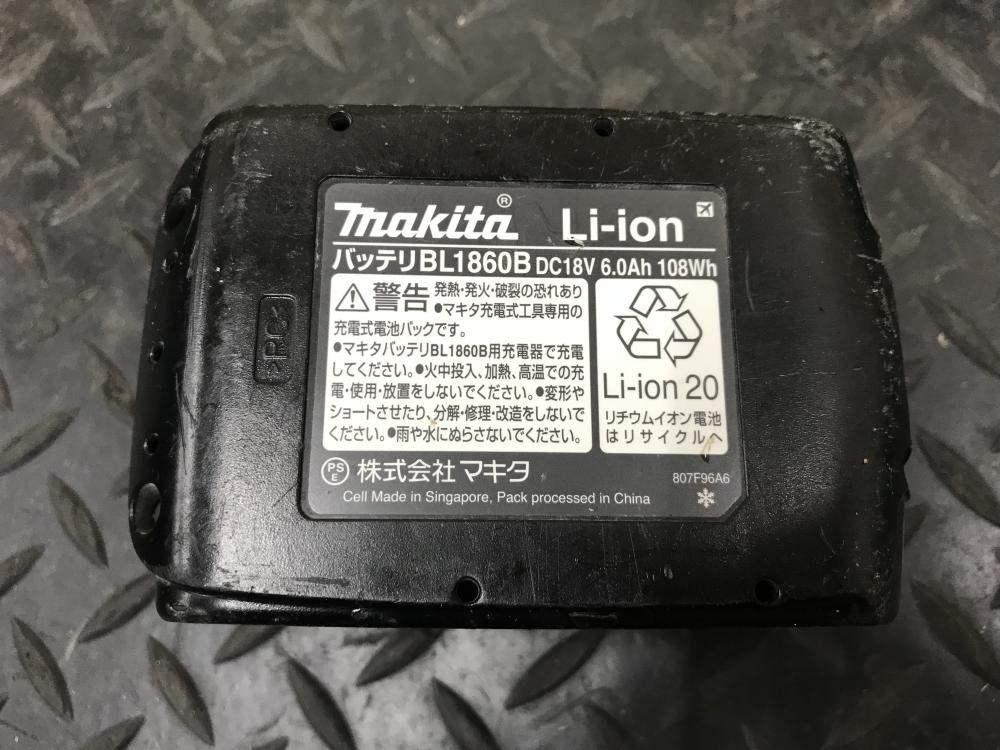 makita® Li-ion
バッテリBL1860B DC18V 6.0Ah 108Wh
警告 発熱・発火・破裂の恐れあり
●マキタ充電式工具専用の
充電式電池パックです。
●マキタバッテリBL1860B用充電器で充電
してください。●火中投入、加熱、高温での充
電・使用・放置をしないでください。●変形や
ショートさせたり、分解・修理・改造をしないで
ください。●雨や水にぬらさないでください。
Li-ion 20
リチウムイオン電池
はリサイクルへ
PS
E
株式会社マキタ
807F96A6
Cell Made in Singapore, Pack processed in China